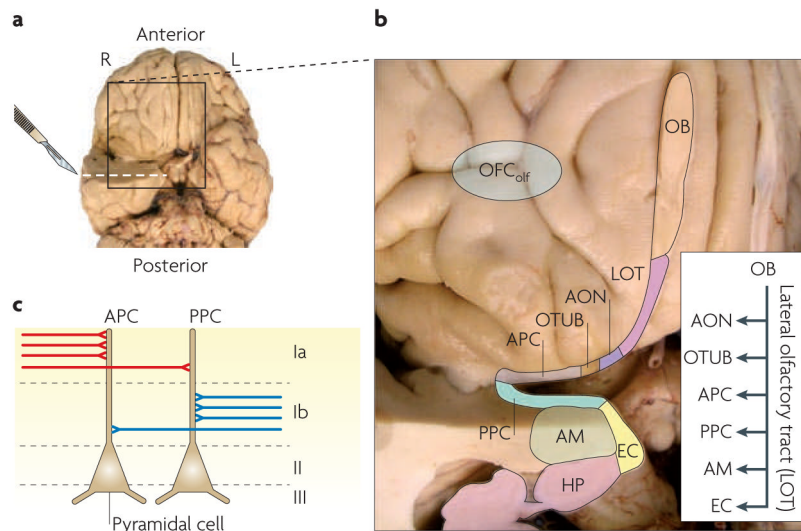 a
Anterior
R
L
Posterior
b
OB
OFColf
LOT
AON
OTUB
APC
PPC
AM
EC
HP
OB
AON
OTUB
APC
PPC
AM
EC
Lateral olfactory tract (LOT)
c
APC
PPC
Ia
Ib
II
III
Pyramidal cell